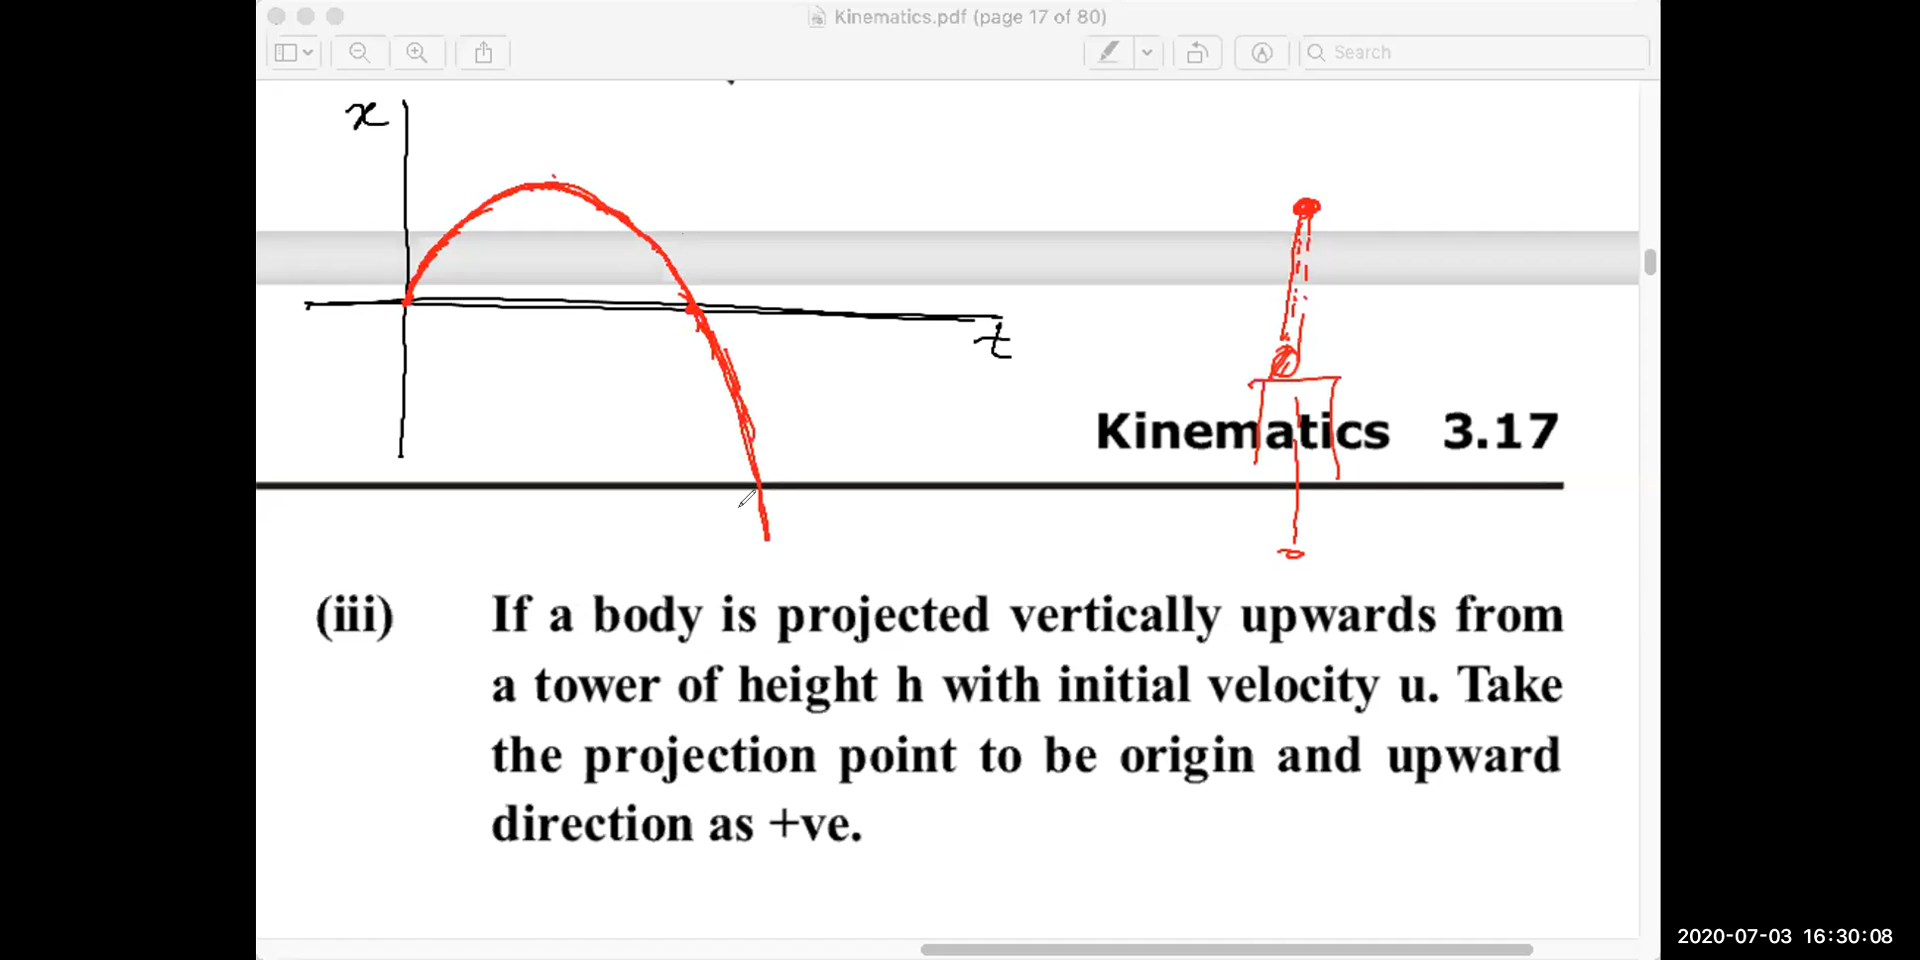 Kinematics.pdf (page 17 of 80)
Search
x
t
Kinematics 3.17
(iii) If a body is projected vertically upwards from
a tower of height h with initial velocity u. Take
the projection point to be origin and upward
direction as +ve.
2020-07-03 16:30:08